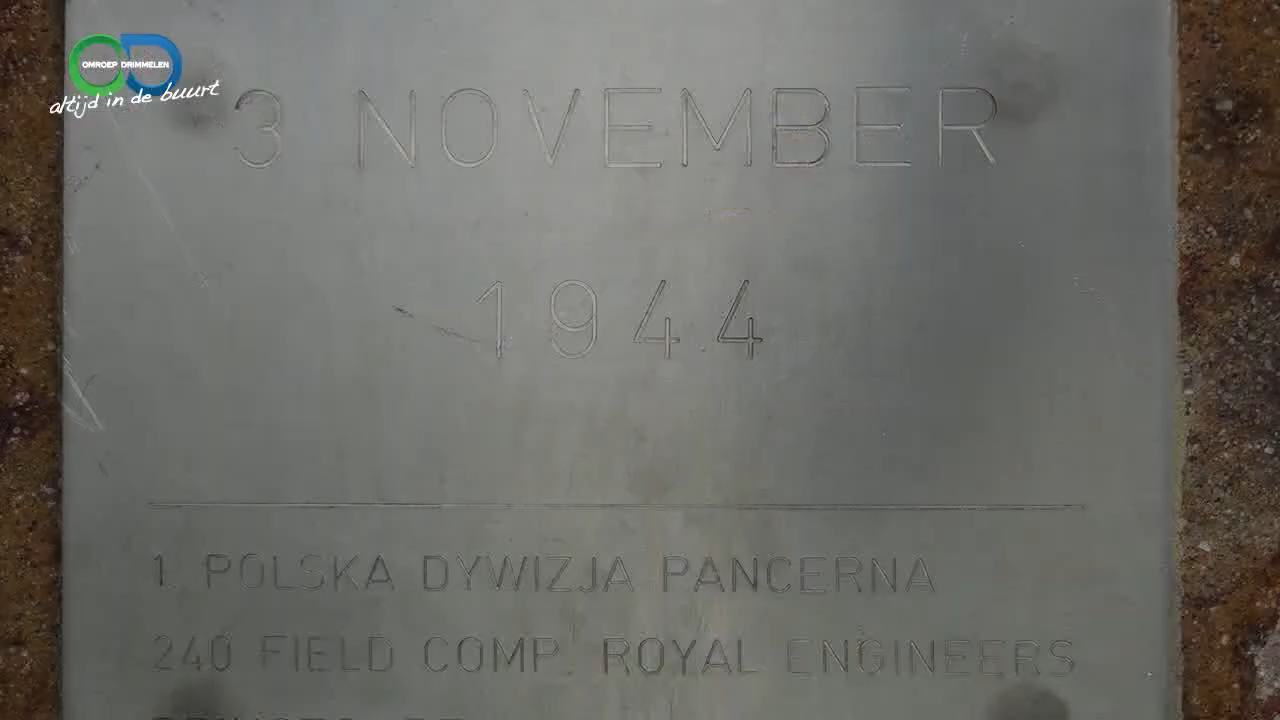 OMROEP DRIMMELEN
altijd in de buurt
3 NOVEMBER
1944
1. POLSKA DYWIZJA PANCERNA
240 FIELD COMP. ROYAL ENGINEERS